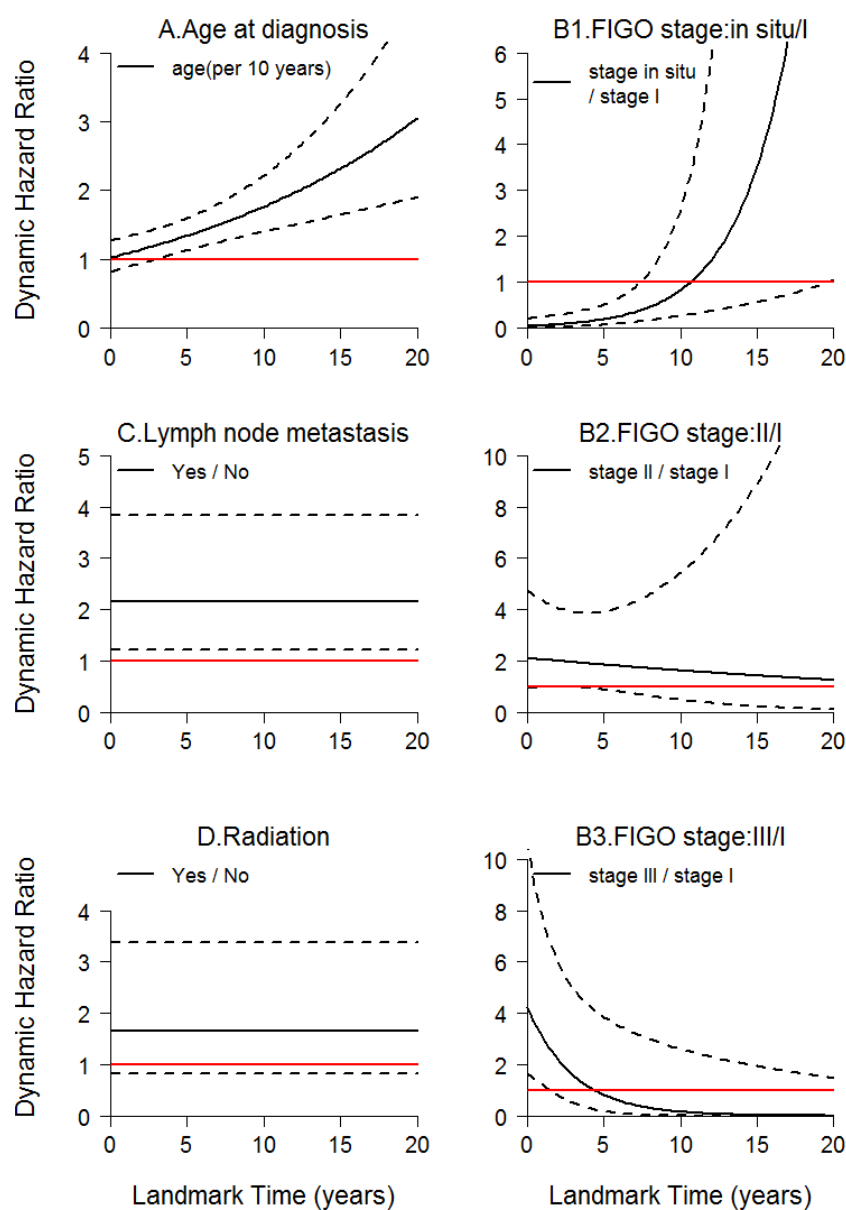 A.Age at diagnosis
age(per 10 years)
Dynamic Hazard Ratio
4
3
2
1
0
0 5 10 15 20
B1.FIGO stage:in situ/I
stage in situ
/ stage I
6
5
4
3
2
1
0
0 5 10 15 20
C.Lymph node metastasis
Yes / No
Dynamic Hazard Ratio
5
4
3
2
1
0
0 5 10 15 20
B2.FIGO stage:II/I
stage II / stage I
10
8
6
4
2
0
0 5 10 15 20
D.Radiation
Yes / No
Dynamic Hazard Ratio
4
3
2
1
0
0 5 10 15 20
Landmark Time (years)
B3.FIGO stage:III/I
stage III / stage I
10
8
6
4
2
0
0 5 10 15 20
Landmark Time (years)